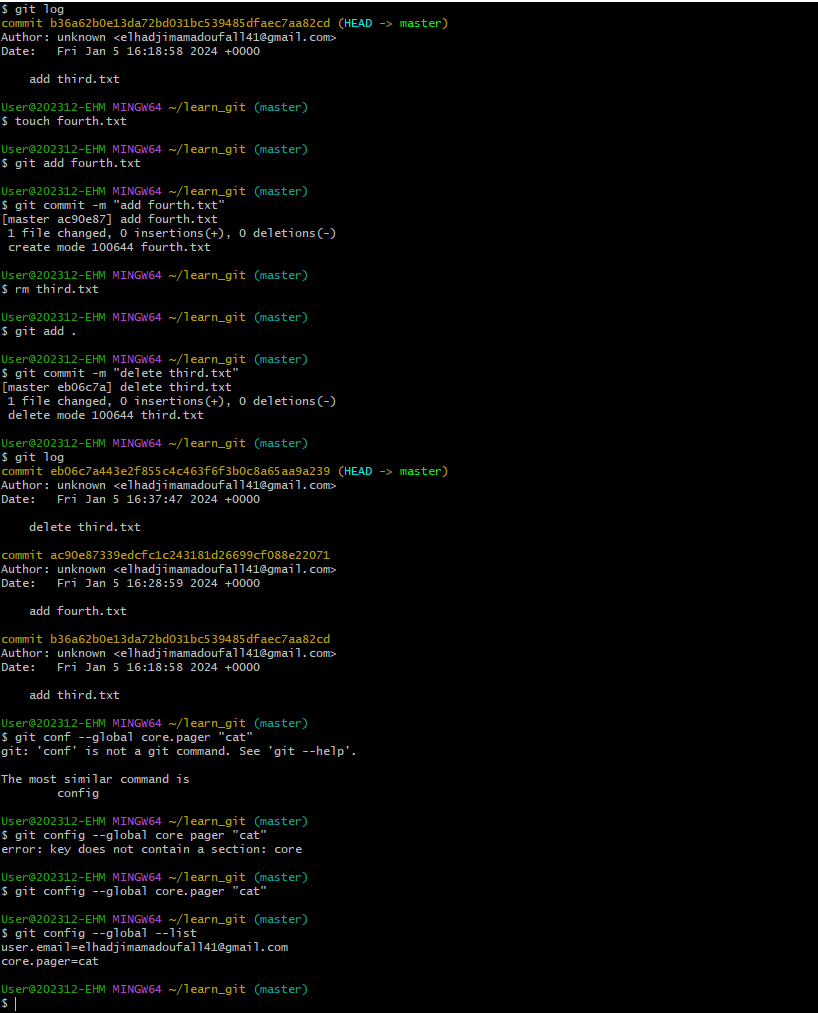 $ git log
commit b36a62b0e13da72bd031bc539485dfaec7aa82cd (HEAD -> master)
Author: unknown <elhadjimamadoufall41@gmail.com>
Date:   Fri Jan 5 16:18:58 2024 +0000

    add third.txt

User@202312-EHM MINGW64 ~/learn_git (master)
$ touch fourth.txt

User@202312-EHM MINGW64 ~/learn_git (master)
$ git add fourth.txt

User@202312-EHM MINGW64 ~/learn_git (master)
$ git commit -m "add fourth.txt"
[master ac90e87] add fourth.txt
 1 file changed, 0 insertions(+), 0 deletions(-)
 create mode 100644 fourth.txt

User@202312-EHM MINGW64 ~/learn_git (master)
$ rm third.txt

User@202312-EHM MINGW64 ~/learn_git (master)
$ git add .

User@202312-EHM MINGW64 ~/learn_git (master)
$ git commit -m "delete third.txt"
[master eb06c7a] delete third.txt
 1 file changed, 0 insertions(+), 0 deletions(-)
 delete mode 100644 third.txt

User@202312-EHM MINGW64 ~/learn_git (master)
$ git log
commit eb06c7a443e2f855c4c463f6f3b0c8a65aa9a239 (HEAD -> master)
Author: unknown <elhadjimamadoufall41@gmail.com>
Date:   Fri Jan 5 16:37:47 2024 +0000

    delete third.txt

commit ac90e87339edcfc1c243181d26699cf088e22071
Author: unknown <elhadjimamadoufall41@gmail.com>
Date:   Fri Jan 5 16:28:59 2024 +0000

    add fourth.txt

commit b36a62b0e13da72bd031bc539485dfaec7aa82cd
Author: unknown <elhadjimamadoufall41@gmail.com>
Date:   Fri Jan 5 16:18:58 2024 +0000

    add third.txt

User@202312-EHM MINGW64 ~/learn_git (master)
$ git conf --global core.pager "cat"
git: 'conf' is not a git command. See 'git --help'.

The most similar command is
        config

User@202312-EHM MINGW64 ~/learn_git (master)
$ git config --global core pager "cat"
error: key does not contain a section: core

User@202312-EHM MINGW64 ~/learn_git (master)
$ git config --global core.pager "cat"

User@202312-EHM MINGW64 ~/learn_git (master)
$ git config --global --list
user.email=elhadjimamadoufall41@gmail.com
core.pager=cat

User@202312-EHM MINGW64 ~/learn_git (master)
$